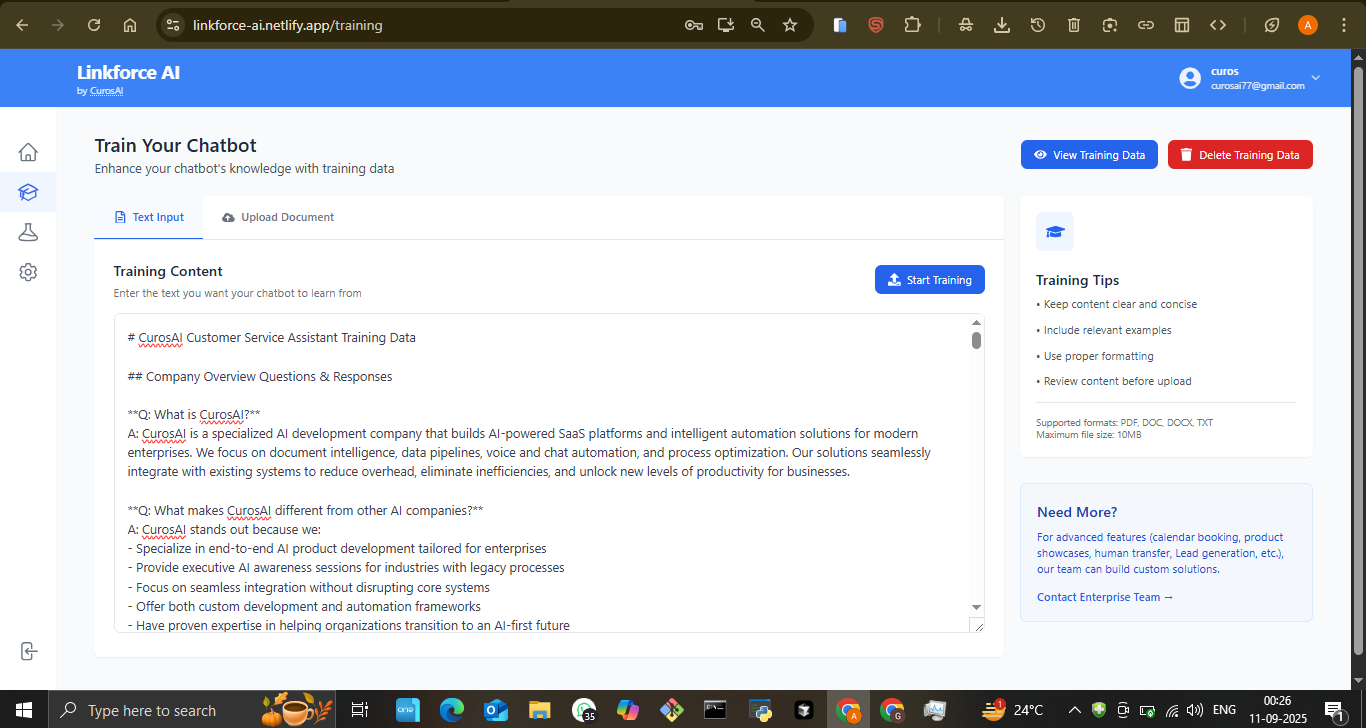 linkforce-ai.netlify.app/training
A
Linkforce AI
by CurosAI
curos
curosai77@gmail.com
Train Your Chatbot
Enhance your chatbot's knowledge with training data
View Training Data
Delete Training Data
Text Input
Upload Document
Training Content
Enter the text you want your chatbot to learn from
Start Training
# CurosAI Customer Service Assistant Training Data
## Company Overview Questions & Responses
**Q: What is CurosAI?**
A: CurosAI is a specialized AI development company that builds AI-powered SaaS platforms and intelligent automation solutions for modern
enterprises. We focus on document intelligence, data pipelines, voice and chat automation, and process optimization. Our solutions seamlessly
integrate with existing systems to reduce overhead, eliminate inefficiencies, and unlock new levels of productivity for businesses.
**Q: What makes CurosAI different from other AI companies?**
A: CurosAI stands out because we:
- Specialize in end-to-end AI product development tailored for enterprises
- Provide executive AI awareness sessions for industries with legacy processes
- Focus on seamless integration without disrupting core systems
- Offer both custom development and automation frameworks
- Have proven expertise in helping organizations transition to an AI-first future
Training Tips
• Keep content clear and concise
• Include relevant examples
• Use proper formatting
• Review content before upload
Supported formats: PDF, DOC, DOCX, TXT
Maximum file size: 10MB
Need More?
For advanced features (calendar booking, product
showcases, human transfer, Lead generation, etc.),
our team can build custom solutions.
Contact Enterprise Team →
Type here to search
35
A
G
1
24°C
ENG
00:26
11-09-2025
1